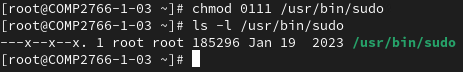 [root@COMP2766-1-03 ~]# chmod 0111 /usr/bin/sudo
[root@COMP2766-1-03 ~]# ls -l /usr/bin/sudo
---x--x--x. 1 root root 185296 Jan 19  2023 /usr/bin/sudo
[root@COMP2766-1-03 ~]#